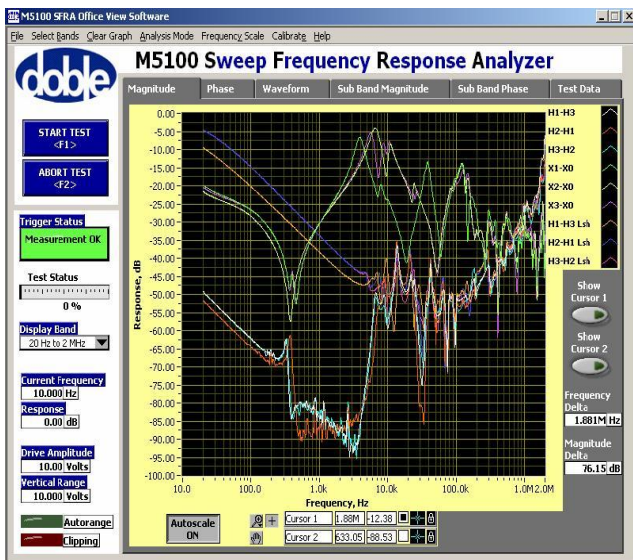 M5100 SFRA Office View Software
File Select Bands Clear Graph Analysis Mode Frequency Scale Calibrate Help
doble
M5100 Sweep Frequency Response Analyzer
Magnitude Phase Waveform Sub Band Magnitude Sub Band Phase Test Data
START TEST
<F1>
ABORT TEST
<F2>
Trigger Status
Measurement OK
Test Status
0 %
Display Band
20 Hz to 2 MHz
Current Frequency
10.000 Hz
Response
0.00 dB
Drive Amplitude
10.00 Volts
Vertical Range
10.000 Volts
Autorange
Clipping
Response, dB
0.00
-5.00
-10.00
-15.00
-20.00
-25.00
-30.00
-35.00
-40.00
-45.00
-50.00
-55.00
-60.00
-65.00
-70.00
-75.00
-80.00
-85.00
-90.00
-95.00
-100.00
10.0 100.0 1.0k 10.0k 100.0k 1.0M 2.0M
Frequency, Hz
Autoscale
ON
Cursor 1 1.88M -12.38
Cursor 2 633.05 -88.53
H1-H3
H2-H1
H3-H2
X1-X0
X2-X0
X3-X0
H1-H3 Lsh
H2-H1 Lsh
H3-H2 Lsh
Show
Cursor 1
Show
Cursor 2
Frequency
Delta
1.881M Hz
Magnitude
Delta
76.15 dB